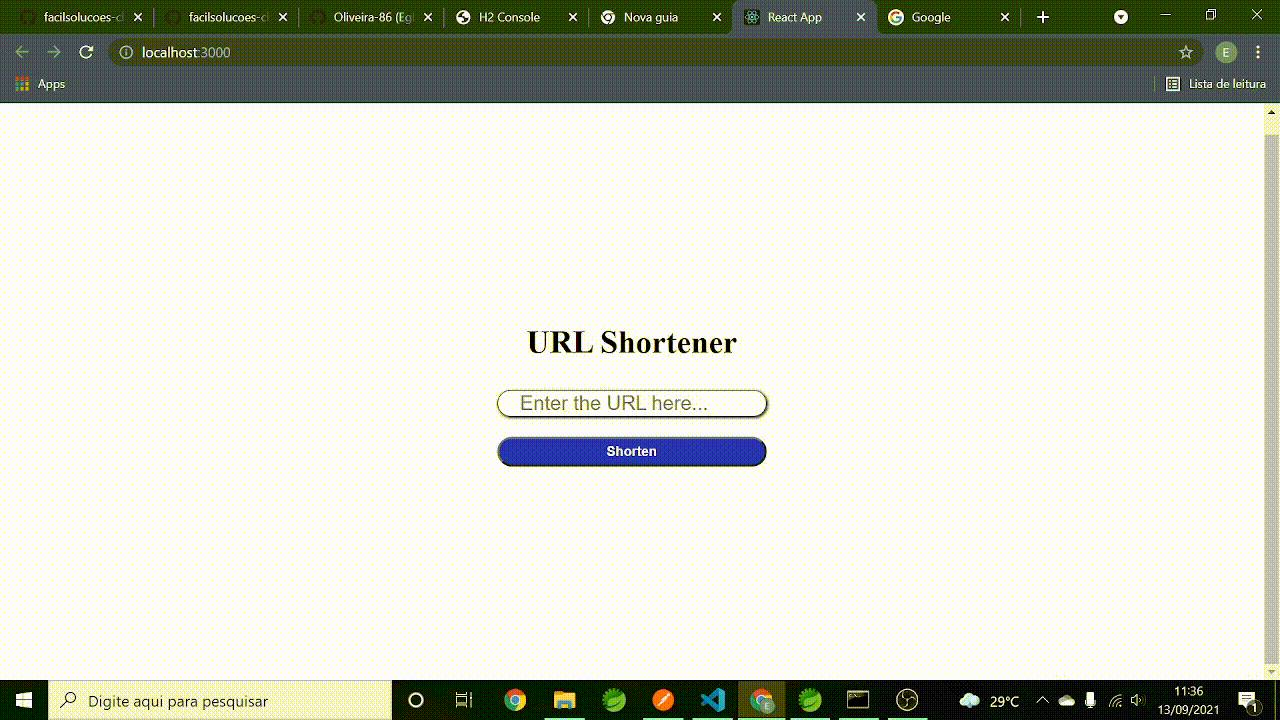 facilsolucoes-cl
facilsolucoes-cl
Oliveira-86 (Egl
H2 Console
Nova guia
React App
Google
localhost:3000
E
Apps
Lista de leitura
URL Shortener
Enter the URL here...
Shorten
Digite aqui para pesquisar
E
29°C
11:36
13/09/2021
1